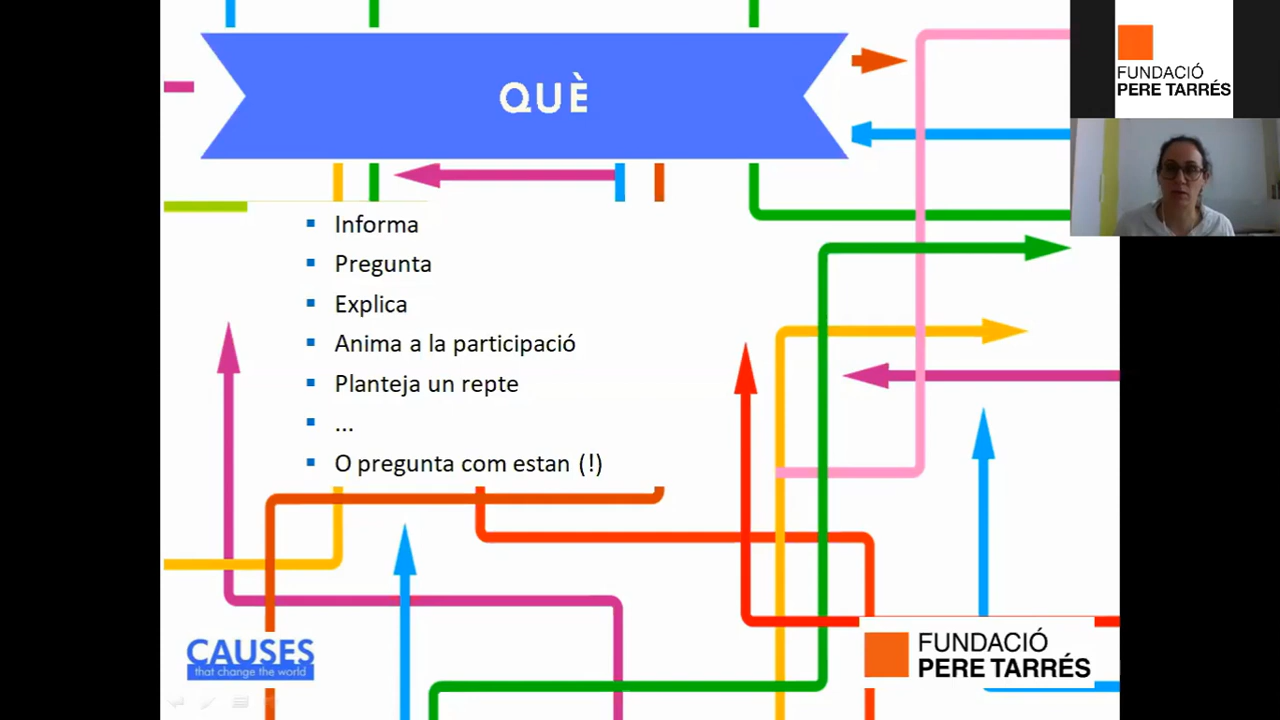 QUÈ
FUNDACIÓ
PERE TARRÉS
Informa
Pregunta
Explica
Anima a la participació
Planteja un repte
...
O pregunta com estan (!)
CAUSES
that change the world
FUNDACIÓ
PERE TARRÉS